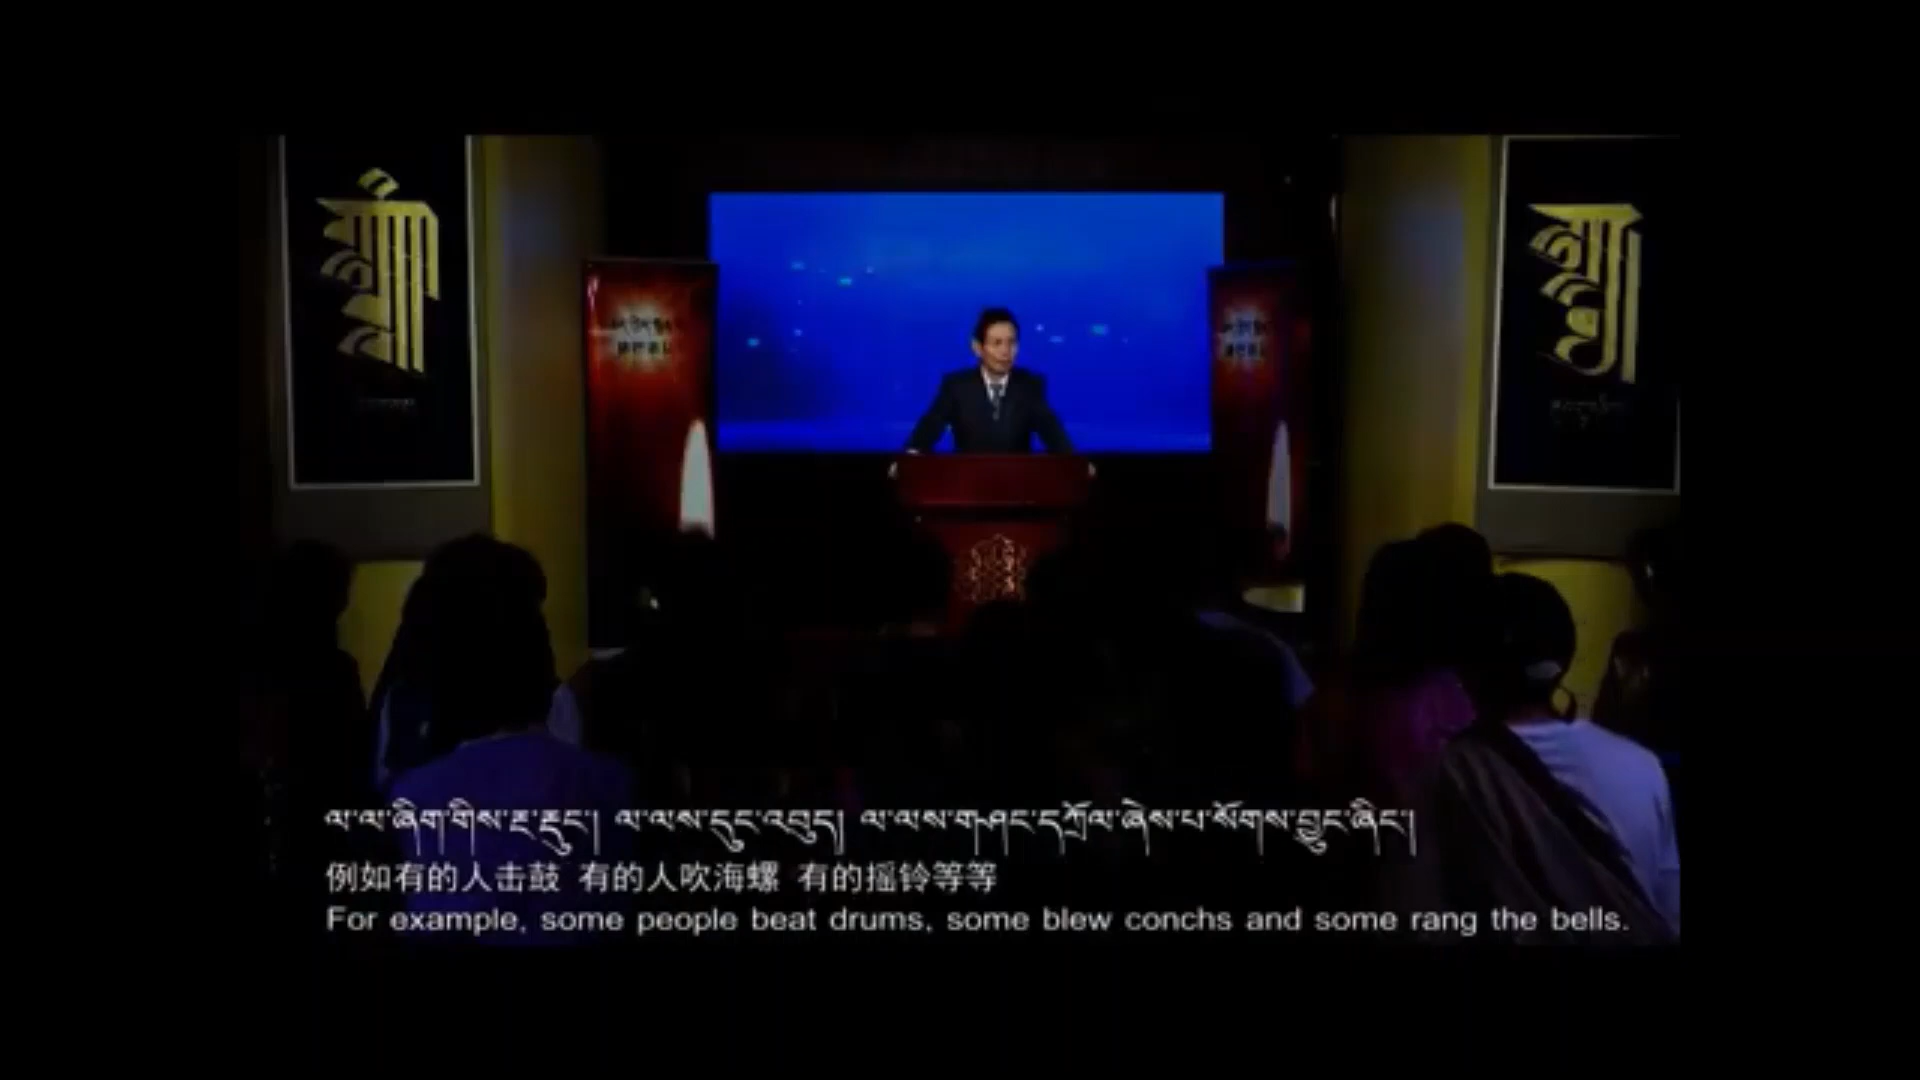 ལ་ལ་ཞིག་གིས་རྔ་རྡུང་། ལ་ལས་དུང་འབུད། ལ་ལས་གཤང་དཀྲོལ་ཞེས་པ་སོགས་བྱུང་ཞིང་།
例如有的人击鼓 有的人吹海螺 有的摇铃等等
For example, some people beat drums, some blew conchs and some rang the bells.